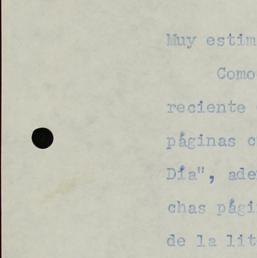 Muy estim
Como
reciente
páginas c
Día", ade
chas pági
de la lit